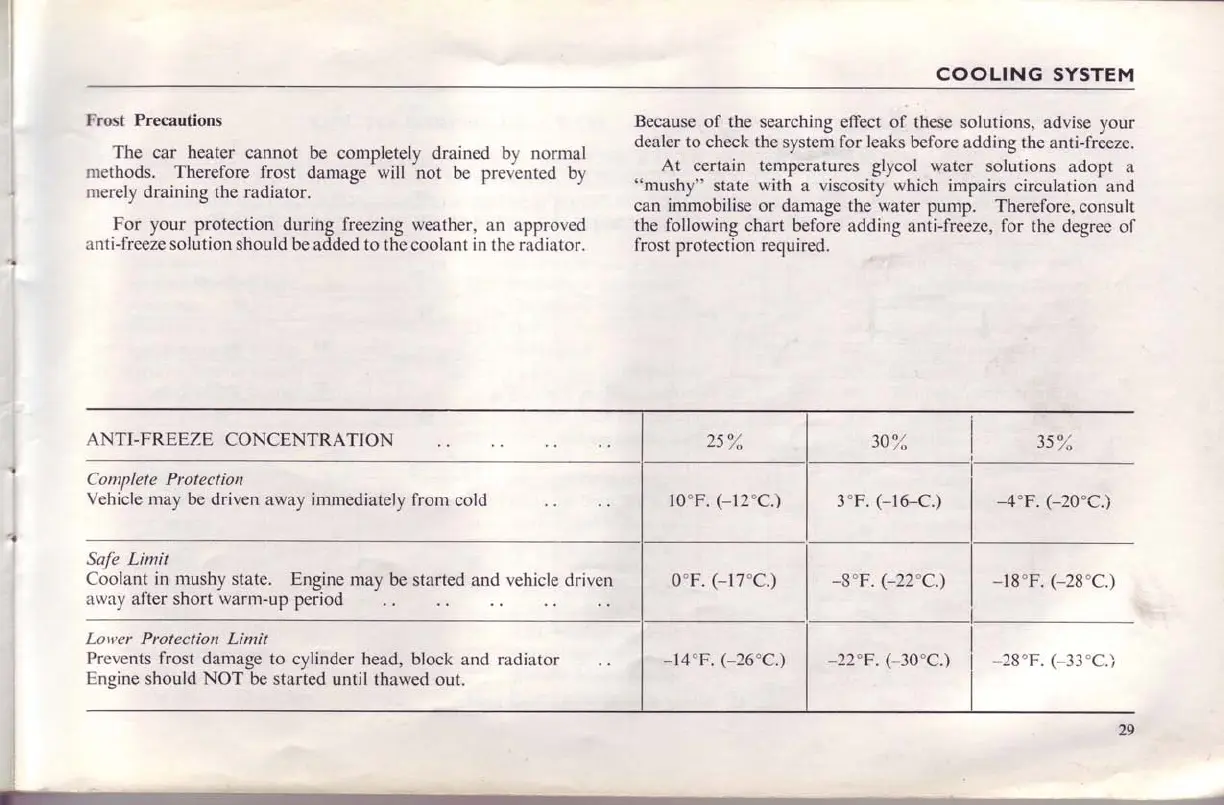 COOLING SYSTEM
Frost Precautions
The car heater cannot be completely drained by normal
methods. Therefore frost damage will not be prevented by
merely draining the radiator.
For your protection during freezing weather, an approved
anti-freeze solution should be added to the coolant in the radiator.
Because of the searching effect of these solutions, advise your
dealer to check the system for leaks before adding the anti-freeze.
At certain temperatures glycol water solutions adopt a
“mushy” state with a viscosity which impairs circulation and
can immobilise or damage the water pump. Therefore, consult
the following chart before adding anti-freeze, for the degree of
frost protection required.
ANTI-FREEZE CONCENTRATION .. .. .. .. 25% 30% 35%
Complete Protection
Vehicle may be driven away immediately from cold .. .. 10°F. (–12°C.) 3°F. (–16–C.) –4°F. (–20°C.)
Safe Limit
Coolant in mushy state. Engine may be started and vehicle driven 0°F. (–17°C.) –8°F. (–22°C.) –18°F. (–28°C.)
away after short warm-up period .. .. .. .. ..
Lower Protection Limit
Prevents frost damage to cylinder head, block and radiator .. –14°F. (–26°C.) –22°F. (–30°C.) –28°F. (–33°C.)
Engine should NOT be started until thawed out.
29